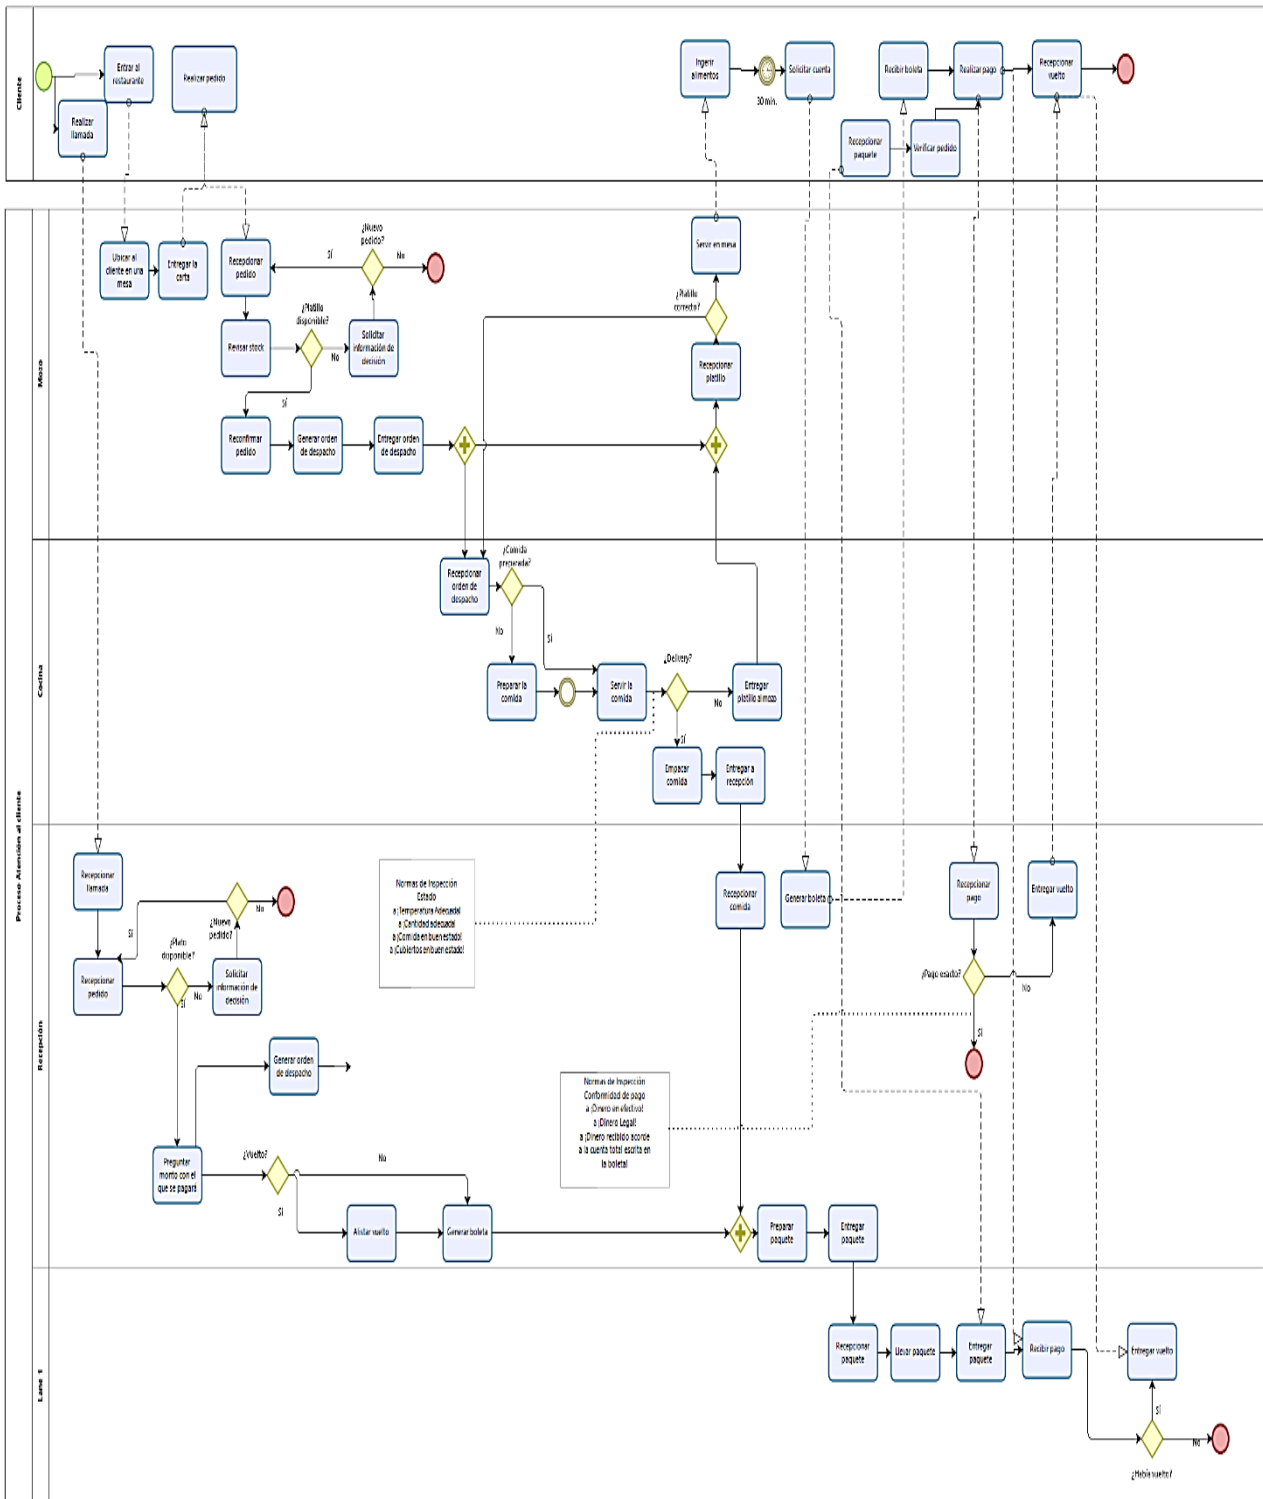 Cliente
Entrar al
restaurante
Realizar pedido
Realizar
llamada
Ingerir
alimentos
30 min.
Solicitar cuenta
Recibir boleta
Realizar pago
Recepcionar
vuelto
Recepcionar
paquete
Verificar pedido
Proceso Atención al cliente
Mozo
Ubicar al
cliente en una
mesa
Entregar la
carta
Recepcionar
pedido
Sí
¿Nuevo
pedido?
No
Revisar stock
¿Platillo
disponible?
No
Solicitar
información de
decisión
Sí
Reconfirmar
pedido
Generar orden
de despacho
Entregar orden
de despacho
Servir en mesa
¿Platillo
correcto?
Recepcionar
platillo
Cocina
Recepcionar
orden de
despacho
¿Comida
preparada?
No
Sí
Preparar la
comida
Servir la
comida
¿Delivery?
No
Entregar
platillo al mozo
Sí
Empacar
comida
Entregar a
recepción
Recepción
Recepcionar
llamada
Sí
¿Nuevo
pedido?
No
Recepcionar
pedido
¿Plato
disponible?
No
Sí
Solicitar
información de
decisión
Normas de Inspección
Estado
a ¡Temperatura Adecuada!
a ¡Cantidad adecuada!
a ¡Comida en buen estado!
a ¡Cubiertos en buen estado!
Recepcionar
comida
Generar boleta
Recepcionar
pago
Entregar vuelto
¿Pago exacto?
No
Sí
Generar orden
de despacho
Normas de Inspección
Conformidad de pago
a ¡Dinero en efectivo!
a ¡Dinero Legal!
a ¡Dinero recibido acorde
a la cuenta total escrita en
la boleta!
Preguntar
monto con el
que se pagará
¿Vuelto?
No
Sí
Alistar vuelto
Generar boleta
Preparar
paquete
Entregar
paquete
Lane 1
Recepcionar
paquete
Llevar paquete
Entregar
paquete
Recibir pago
Entregar vuelto
Sí
No
¿Había vuelto?